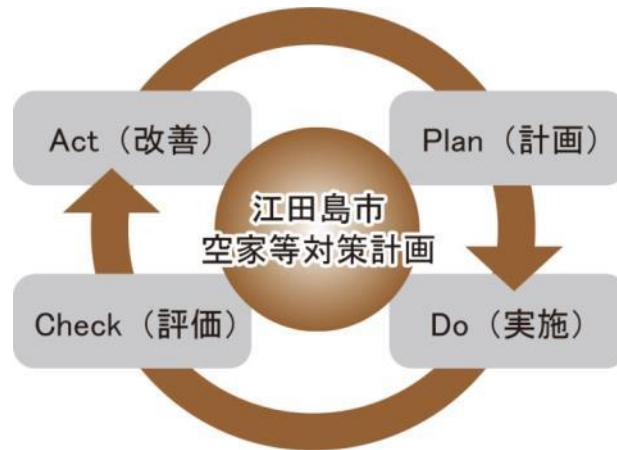 Act（改善）
Plan（計画）
江田島市
空家等対策計画
Check（評価）
Do（実施）